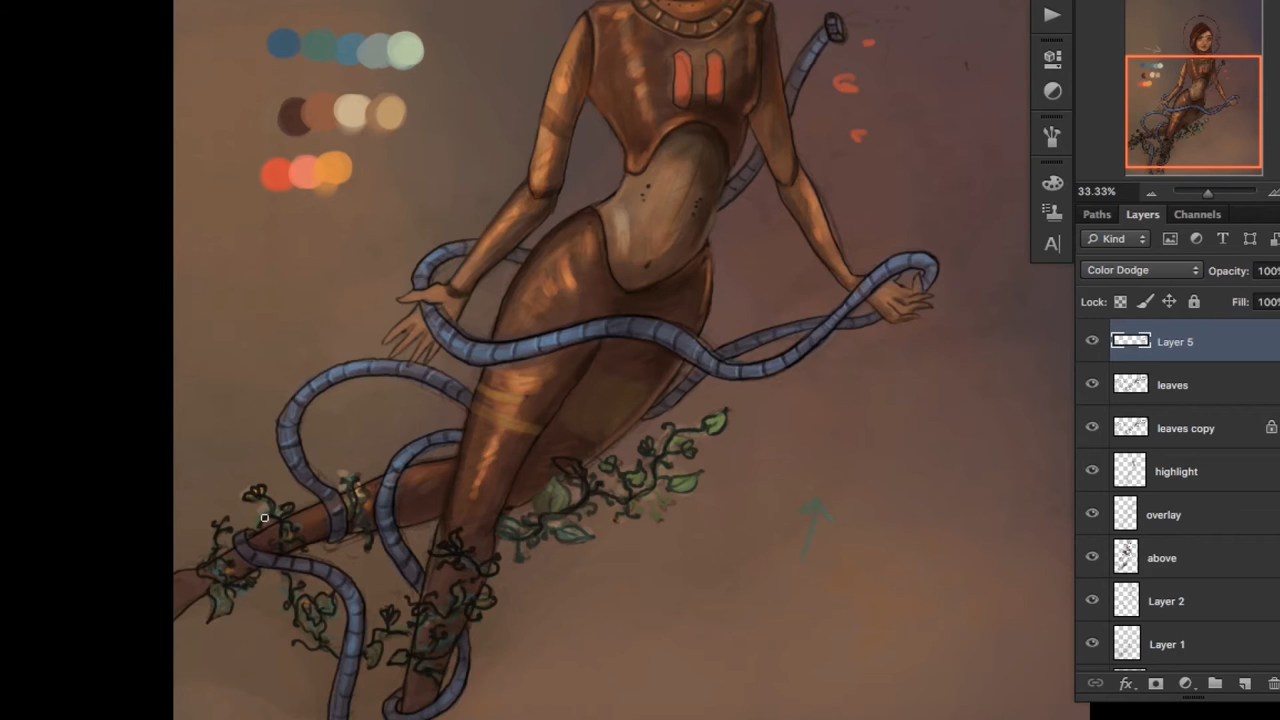 33.33%
Paths Layers Channels
Kind
Color Dodge Opacity: 100%
Lock: Fill: 100%
Layer 5
leaves
leaves copy
highlight
overlay
above
Layer 2
Layer 1
fx